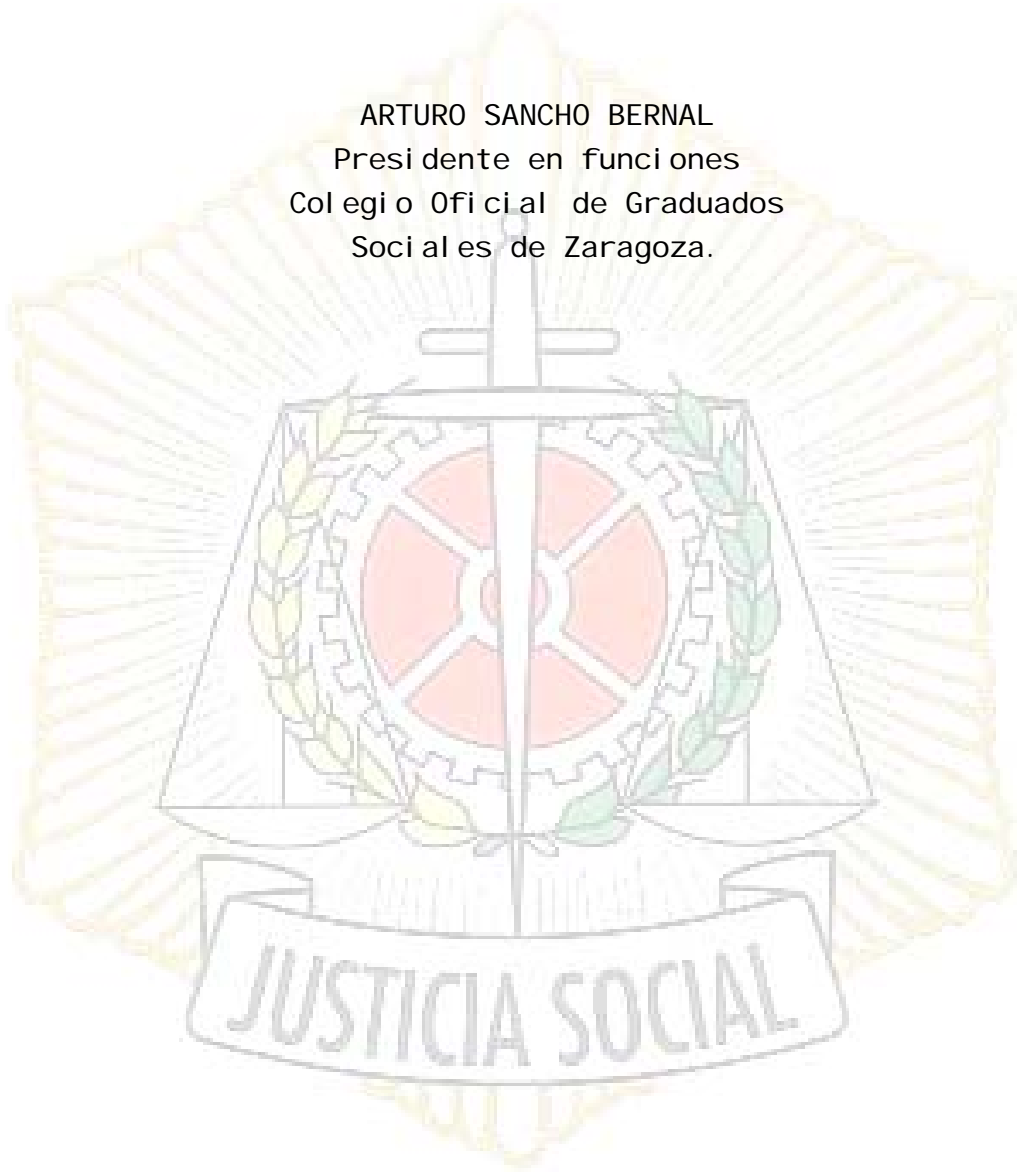 ARTURO SANCHO BERNAL
Presidente en funciones
Colegio Oficial de Graduados
Sociales de Zaragoza.
JUSTICIA SOCIAL